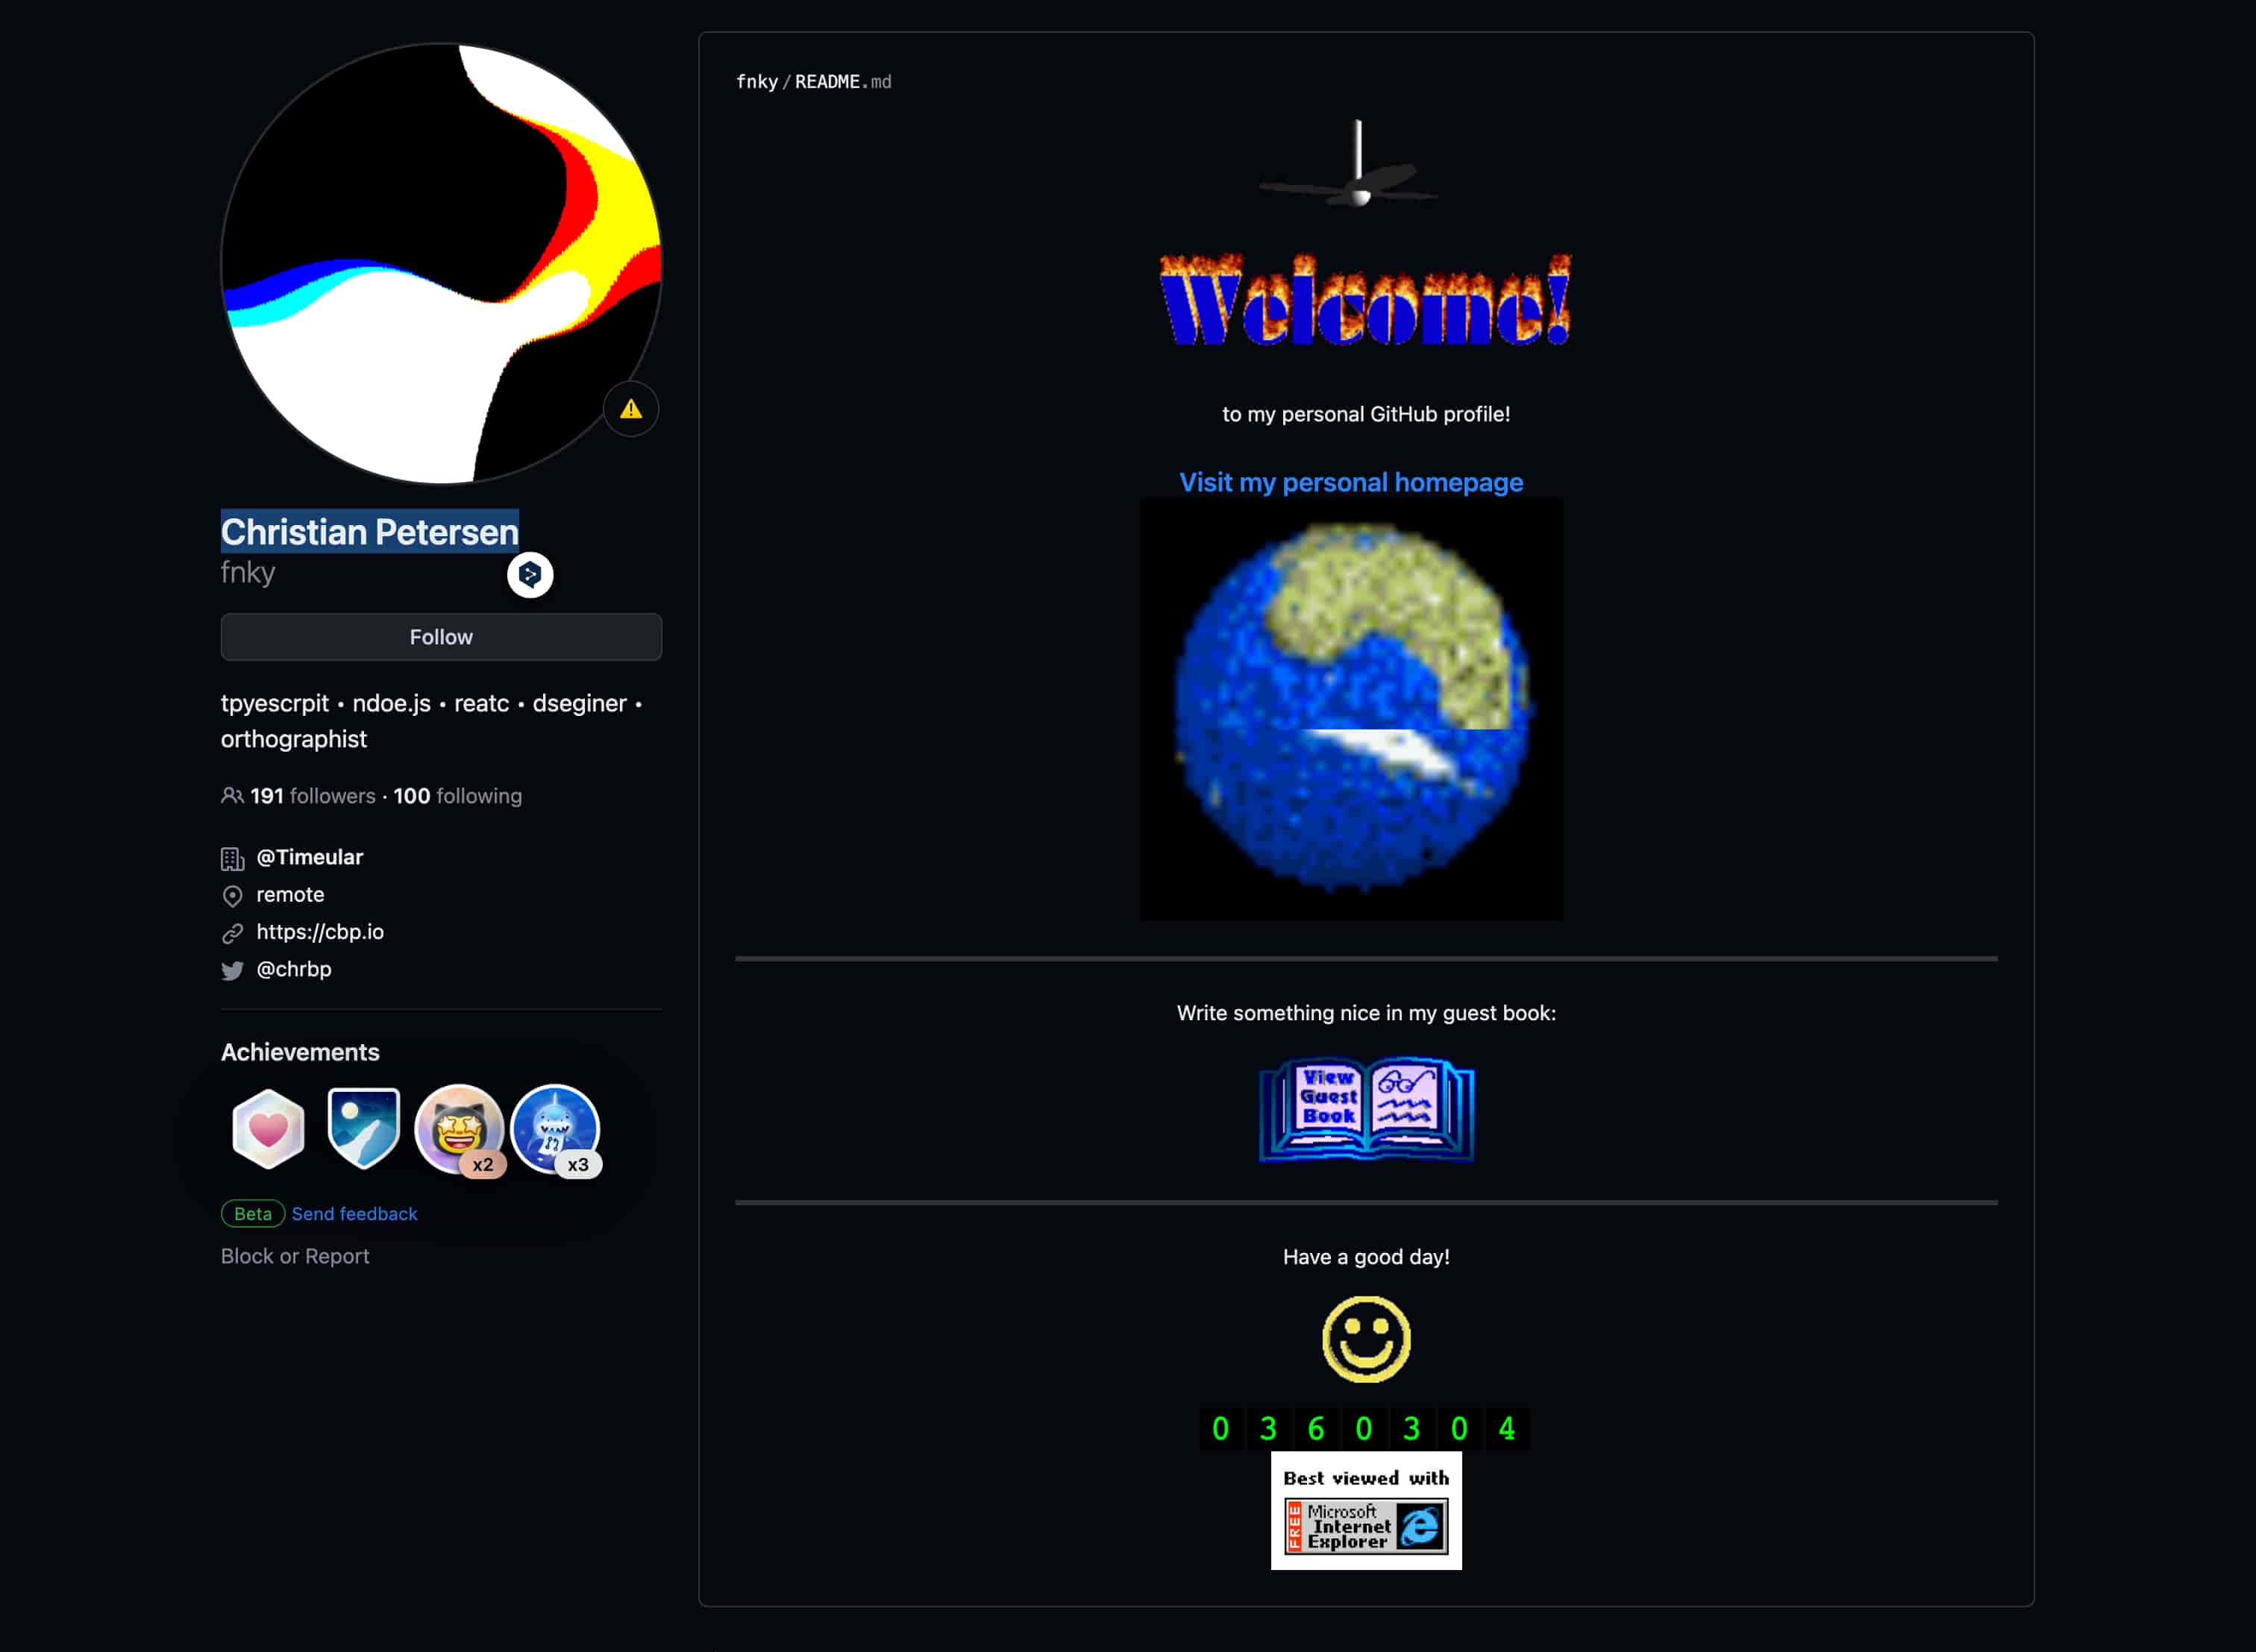 Christian Petersen
fnky
Follow
tpyescrpit • ndoe.js • reatc • dseginer •
orthographist
191 followers · 100 following
@Timeular
remote
https://cbp.io
@chrbp
Achievements
x2
x3
Beta Send feedback
Block or Report
fnky/README.md
Welcome!
to my personal GitHub profile!
Visit my personal homepage
Write something nice in my guest book:
View
Guest
Book
Have a good day!
0 3 6 0 3 0 4
Best viewed with
FREE
Microsoft
Internet
Explorer